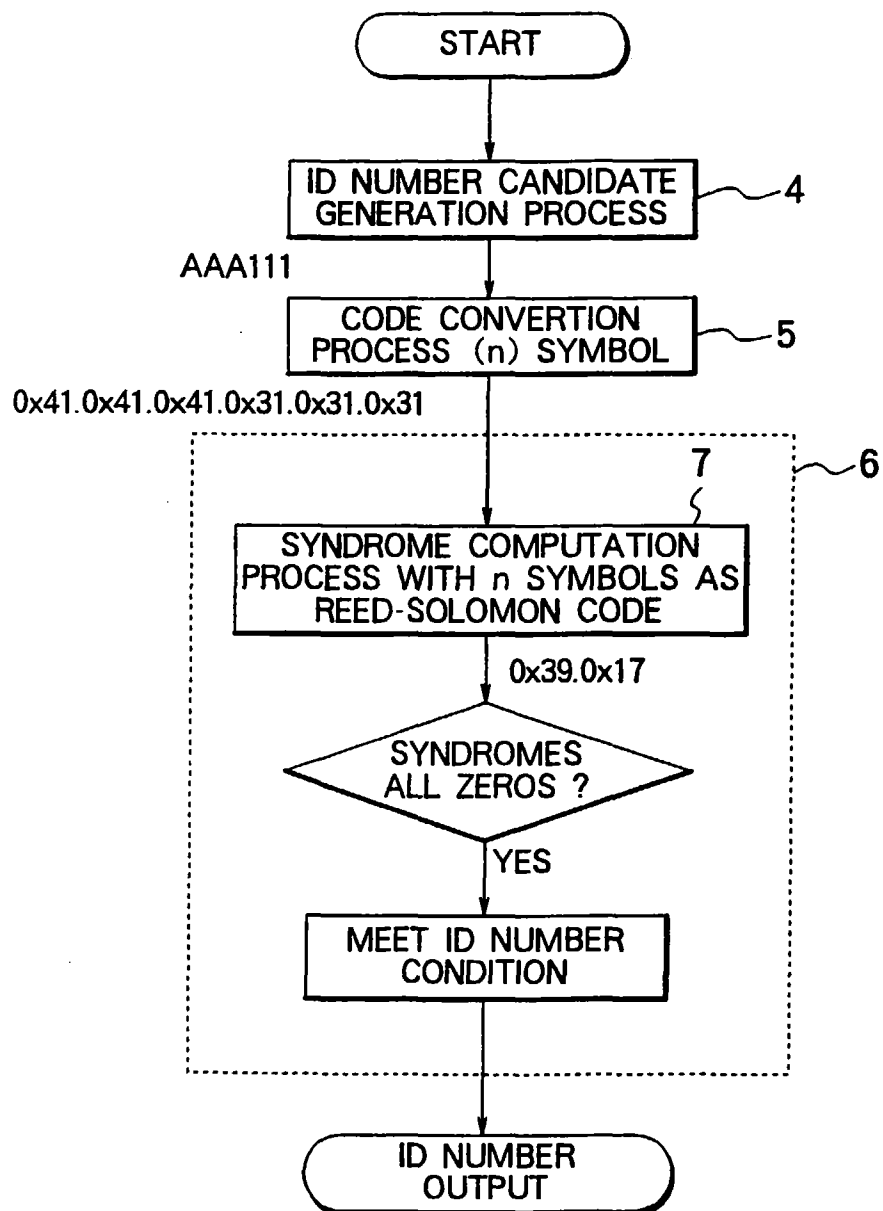 START
ID NUMBER CANDIDATE
GENERATION PROCESS
4
AAA111
CODE CONVERTION
PROCESS (n) SYMBOL
5
0x41.0x41.0x41.0x31.0x31.0x31
6
7
SYNDROME COMPUTATION
PROCESS WITH n SYMBOLS AS
REED-SOLOMON CODE
0x39.0x17
SYNDROMES
ALL ZEROS ?
YES
MEET ID NUMBER
CONDITION
ID NUMBER
OUTPUT